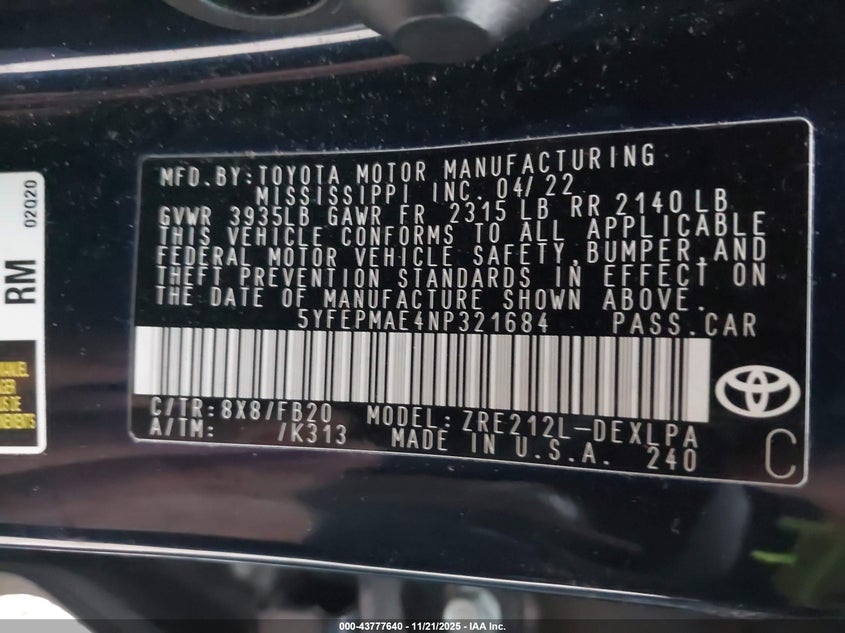 MFD.BY:TOYOTA MOTOR MANUFACTURING
MISSISSIPPI INC. 04/22
GVWR 3935LB GAWR FR 2315 LB RR 2140 LB
THIS VEHICLE CONFORMS TO ALL APPLICABLE
FEDERAL MOTOR VEHICLE SAFETY,BUMPER,AND
THEFT PREVENTION STANDARDS IN EFFECT ON
THE DATE OF MANUFACTURE SHOWN ABOVE.
5YFEPMAE4NP321684 PASS.CAR
C/TR:8X8/FB20 MODEL:ZRE212L-DEXLPA
A/TM: /K313 MADE IN U.S.A. 240
C
RM
02020
000-43777640 - 11/21/2025 - IAA Inc.